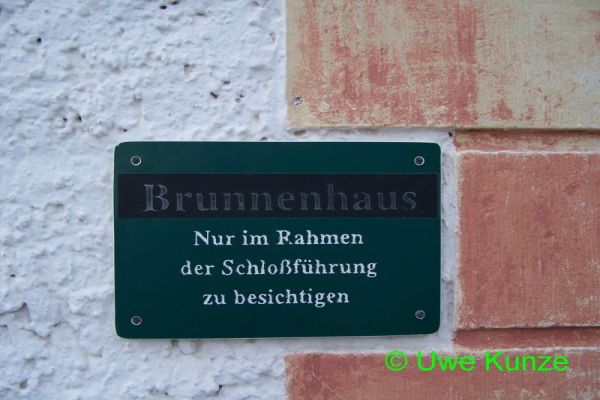 Brunnenhaus
Nur im Rahmen
der Schloßführung
zu besichtigen
© Uwe Kunze